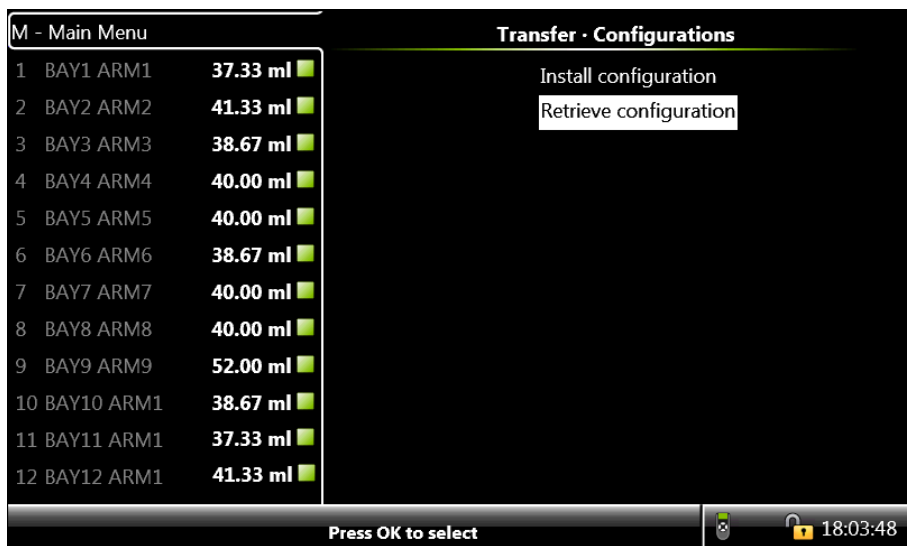 M - Main Menu
Transfer · Configurations
1 BAY1 ARM1 37.33 ml
2 BAY2 ARM2 41.33 ml
3 BAY3 ARM3 38.67 ml
4 BAY4 ARM4 40.00 ml
5 BAY5 ARM5 40.00 ml
6 BAY6 ARM6 38.67 ml
7 BAY7 ARM7 40.00 ml
8 BAY8 ARM8 40.00 ml
9 BAY9 ARM9 52.00 ml
10 BAY10 ARM1 38.67 ml
11 BAY11 ARM1 37.33 ml
12 BAY12 ARM1 41.33 ml
Install configuration
Retrieve configuration
Press OK to select
18:03:48